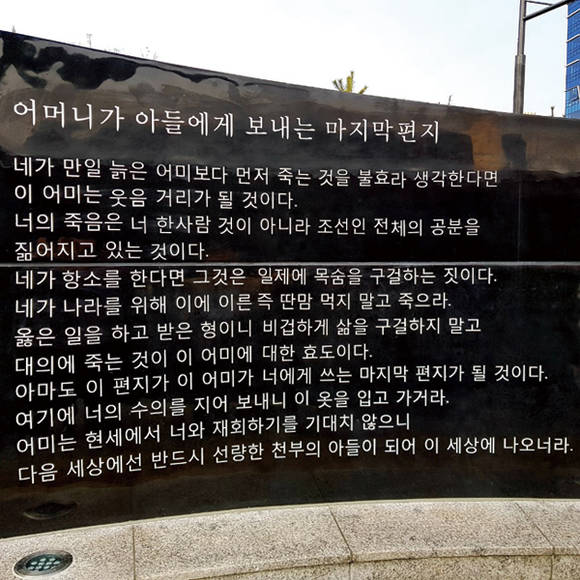 어머니가 아들에게 보내는 마지막편지
네가 만일 늙은 어미보다 먼저 죽는 것을 불효라 생각한다면
이 어미는 웃음 거리가 될 것이다.
너의 죽음은 너 한사람 것이 아니라 조선인 전체의 공분을
짊어지고 있는 것이다.
네가 항소를 한다면 그것은 일제에 목숨을 구걸하는 짓이다.
네가 나라를 위해 이에 이른 즉 딴맘 먹지 말고 죽으라.
옳은 일을 하고 받은 형이니 비겁하게 삶을 구걸하지 말고
대의에 죽는 것이 이 어미에 대한 효도이다.
아마도 이 편지가 이 어미가 너에게 쓰는 마지막 편지가 될 것이다.
여기에 너의 수의를 지어 보내니 이 옷을 입고 가거라.
어미는 현세에서 너와 재회하기를 기대치 않으니
다음 세상에선 반드시 선량한 천부의 아들이 되어 이 세상에 나오너라.